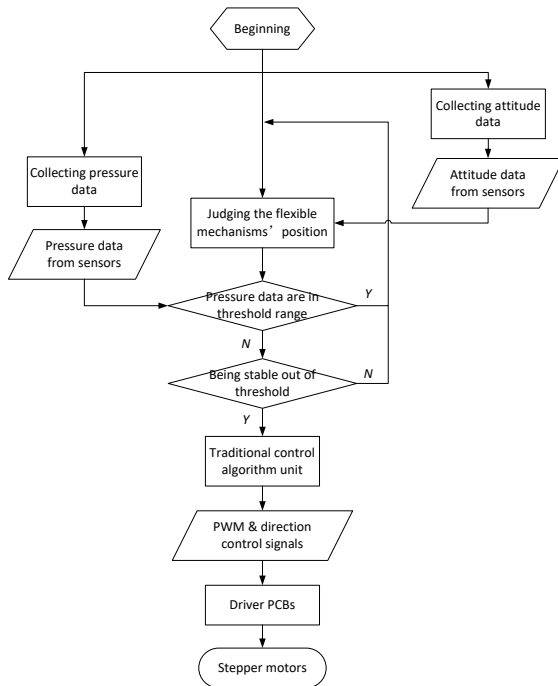 Beginning
Collecting attitude
data
Collecting pressure
data
Attitude data
from sensors
Judging the flexible
mechanisms’ position
Pressure data
from sensors
Pressure data are in
threshold range
Y
N
Being stable out of
threshold
N
Y
Traditional control
algorithm unit
PWM & direction
control signals
Driver PCBs
Stepper motors